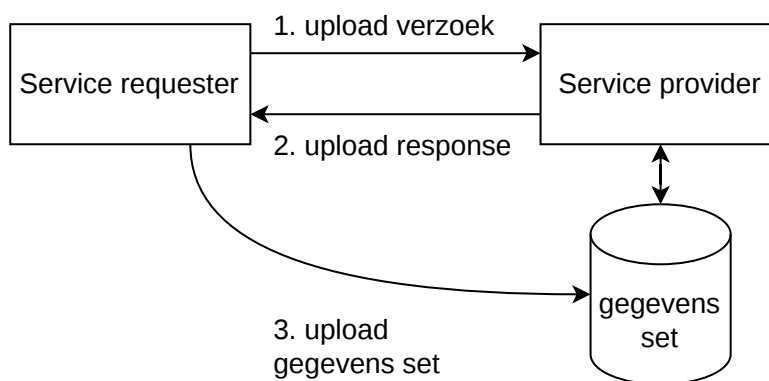 1. upload verzoek
Service requester
Service provider
2. upload response
gegevens
set
3. upload
gegevens set